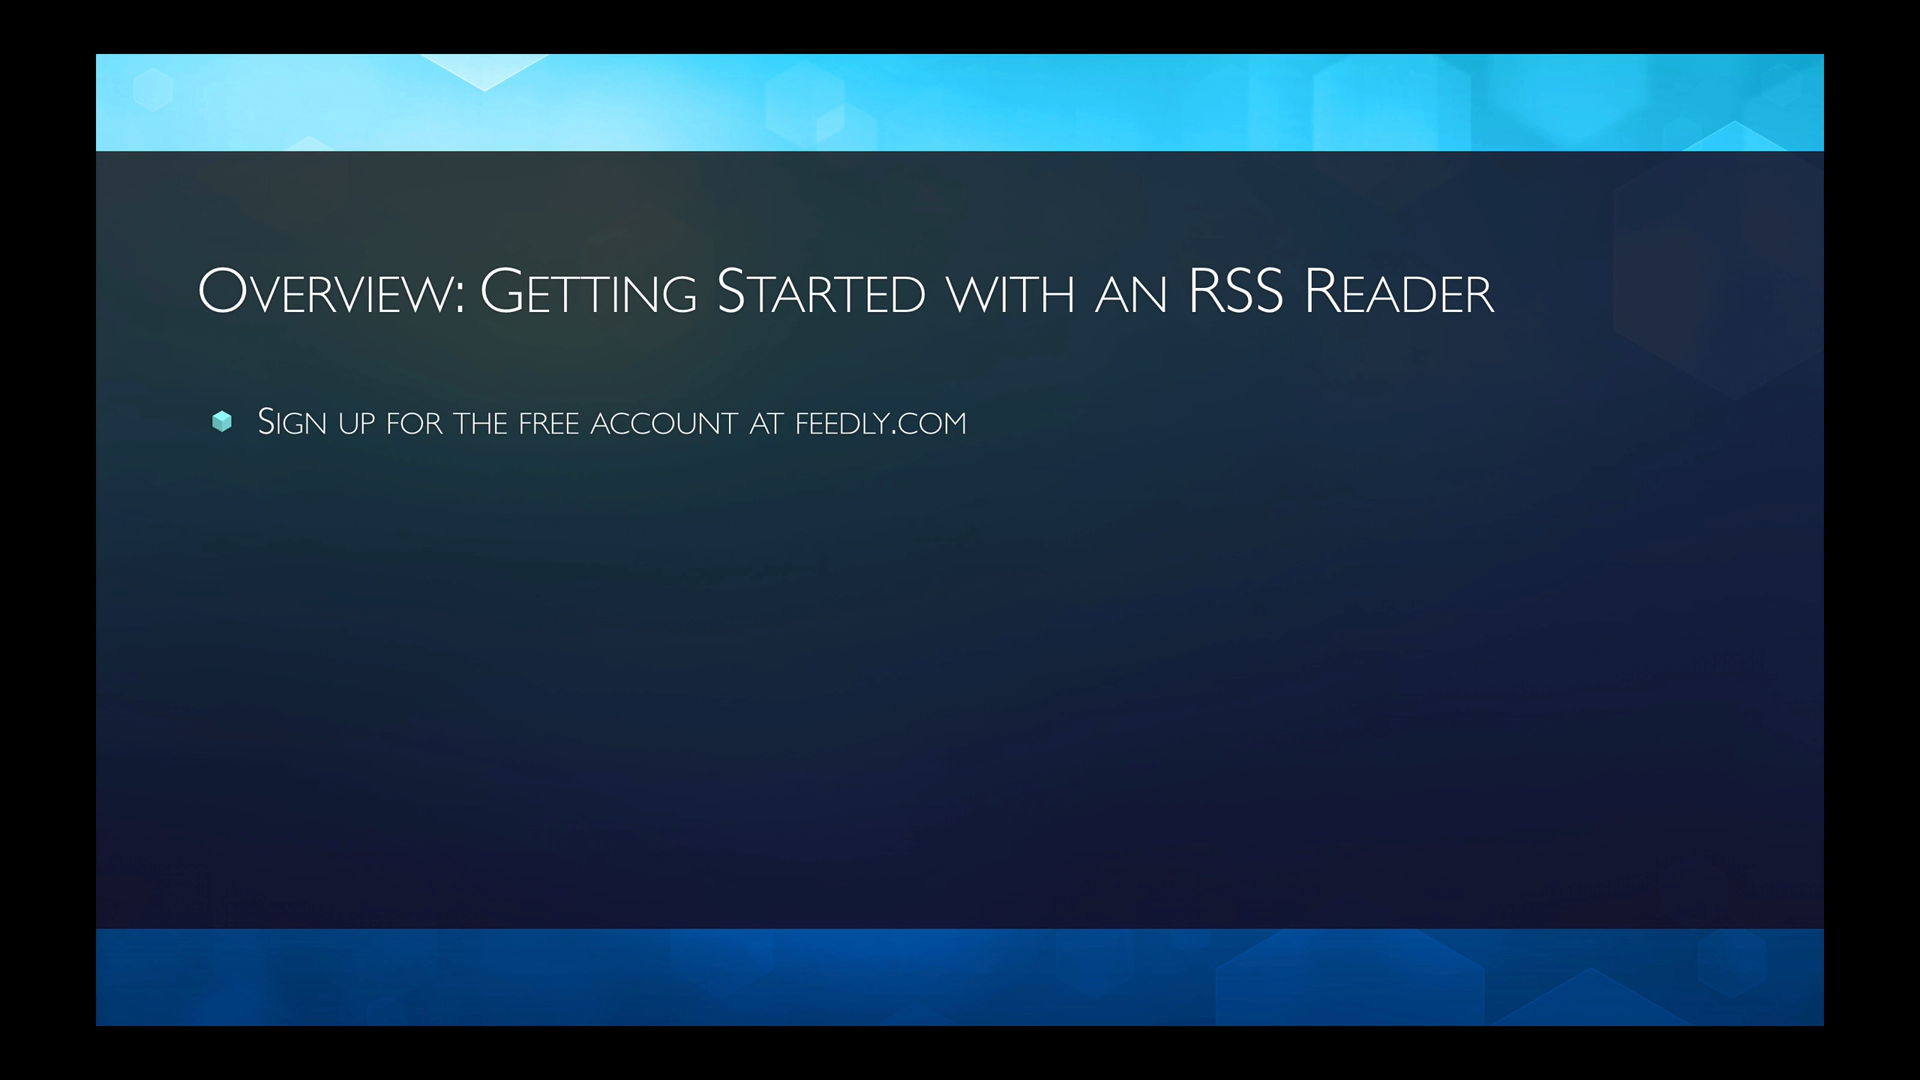 Overview: Getting Started with an RSS Reader
Sign up for the free account at feedly.com